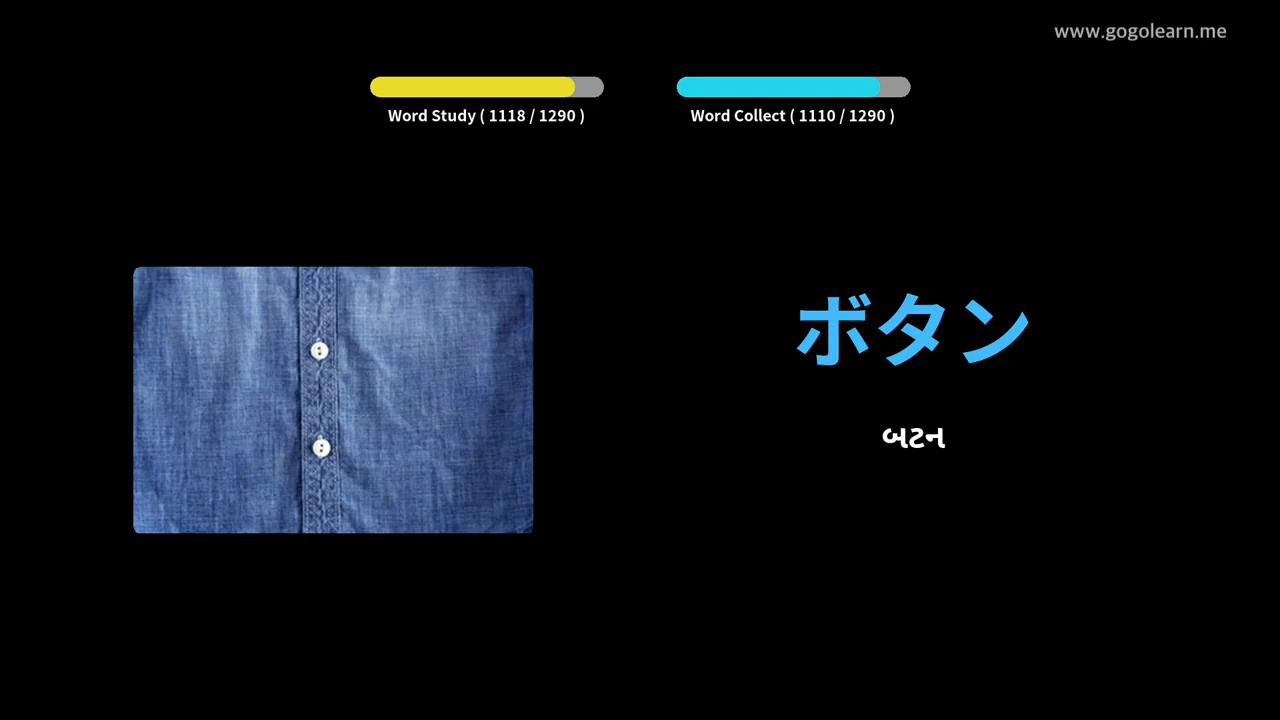 www.gogolearn.me
Word Study ( 1118 / 1290 )
Word Collect ( 1110 / 1290 )
ボタン
બટન